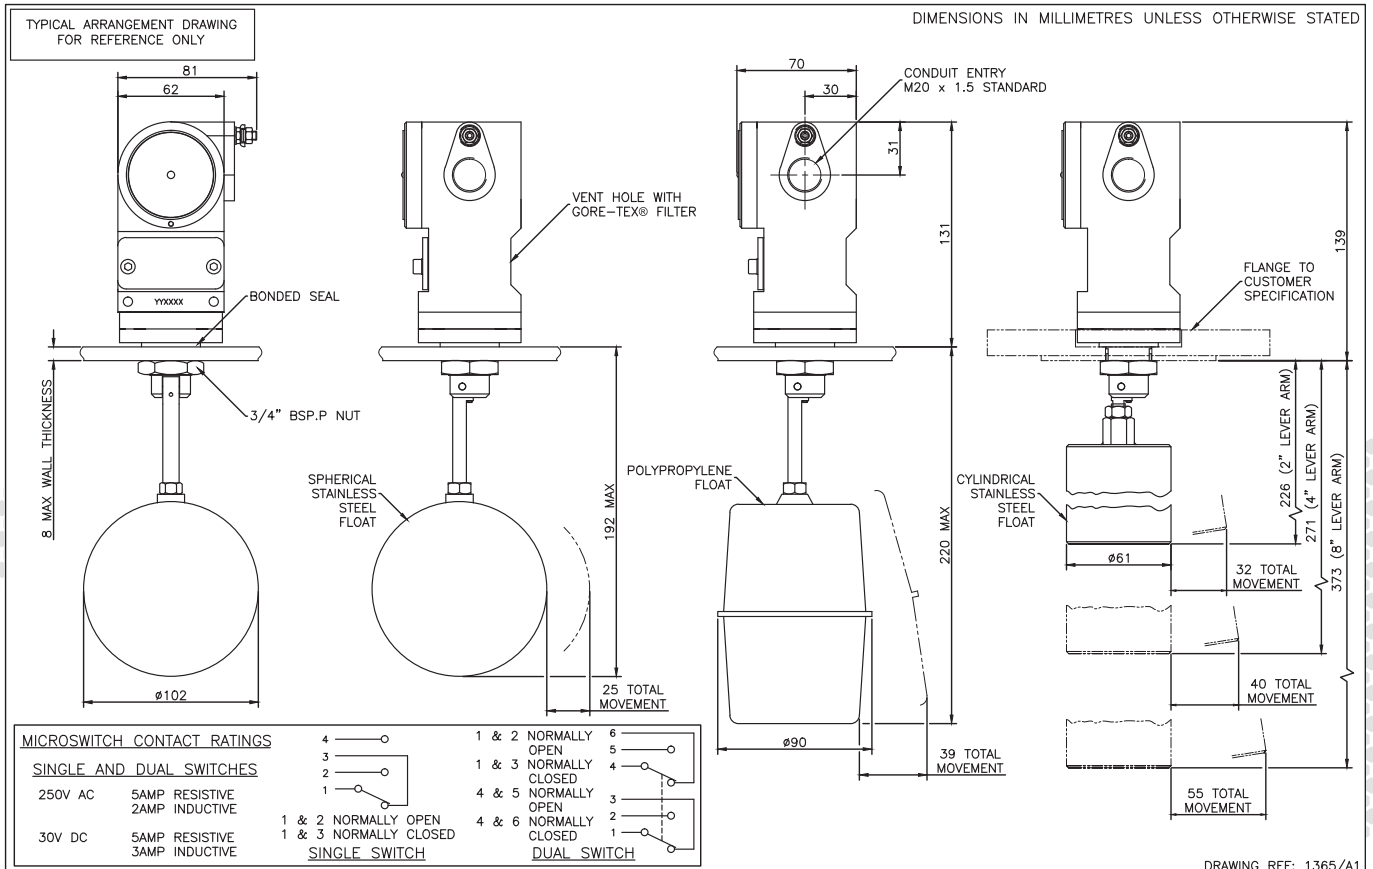 TYPICAL ARRANGEMENT DRAWING
FOR REFERENCE ONLY
DIMENSIONS IN MILLIMETRES UNLESS OTHERWISE STATED
81
62
70
30
CONDUIT ENTRY
M20 x 1.5 STANDARD
31
131
139
VENT HOLE WITH
GORE-TEX® FILTER
FLANGE TO
CUSTOMER
SPECIFICATION
YYXXXX
BONDED SEAL
3/4" BSP.P NUT
8 MAX WALL THICKNESS
SPHERICAL
STAINLESS
STEEL
FLOAT
192 MAX
POLYPROPYLENE
FLOAT
220 MAX
CYLINDRICAL
STAINLESS
STEEL
FLOAT
226 (2" LEVER ARM)
271 (4" LEVER ARM)
373 (8" LEVER ARM)
ø61
32 TOTAL
MOVEMENT
40 TOTAL
MOVEMENT
55 TOTAL
MOVEMENT
ø102
25 TOTAL
MOVEMENT
ø90
39 TOTAL
MOVEMENT
MICROSWITCH CONTACT RATINGS
SINGLE AND DUAL SWITCHES
250V AC 5AMP RESISTIVE
2AMP INDUCTIVE
30V DC 5AMP RESISTIVE
3AMP INDUCTIVE
4
3
2
1
1 & 2 NORMALLY OPEN
1 & 3 NORMALLY CLOSED
SINGLE SWITCH
1 & 2 NORMALLY
OPEN
1 & 3 NORMALLY
CLOSED
4 & 5 NORMALLY
OPEN
4 & 6 NORMALLY
CLOSED
6
5
4
3
2
1
DUAL SWITCH
DRAWING REF: 1365/A1